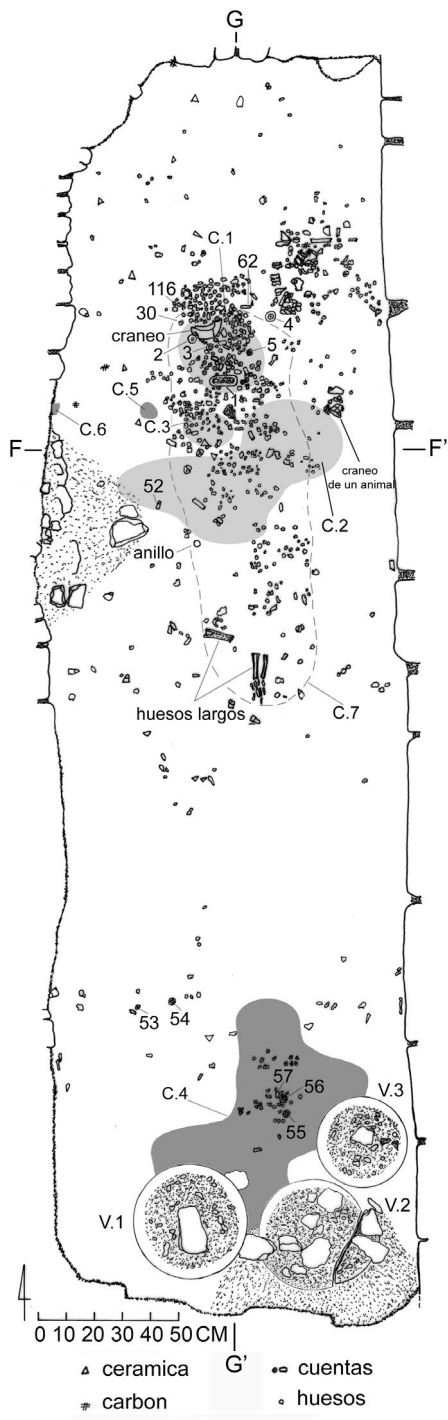 G
C.1
62
116
30
craneo
2
3
4
5
1
C.5
C.3
C.6
F
F'
craneo
de un animal
C.2
52
anillo
huesos largos
C.7
53
54
57
56
C.4
55
V.3
V.1
V.2
0 10 20 30 40 50 CM
G'
ceramica
cuentas
carbon
huesos